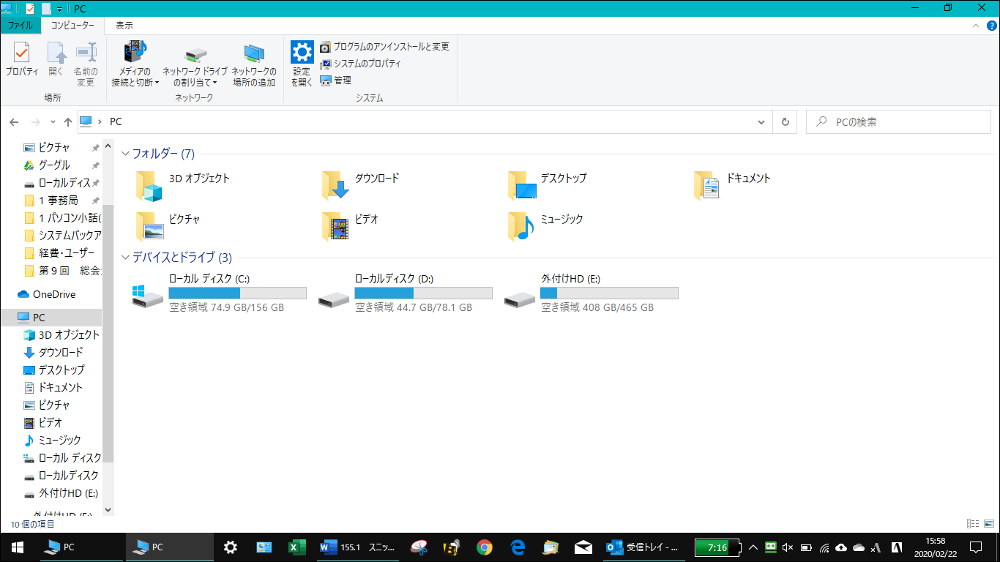 PC
ファイル
コンピューター
表示
プロパティ
開く
名前の
変更
場所
メディアの
接続と切断
ネットワーク ドライブ
の割り当て
ネットワークの
場所の追加
ネットワーク
設定
を開く
プログラムのアンインストールと変更
システムのプロパティ
管理
システム
PC
PCの検索
ピクチャ
グーグル
ローカルディス
1 事務局
1 パソコン小話(
システムバックア
経費・ユーザー
第９回　総会
OneDrive
PC
3D オブジェクト
ダウンロード
デスクトップ
ドキュメント
ピクチャ
ビデオ
ミュージック
ローカル ディスク
ローカルディスク
外付けHD (E:)
外付けHD (E:)
フォルダー (7)
3D オブジェクト
ダウンロード
デスクトップ
ドキュメント
ピクチャ
ビデオ
ミュージック
デバイスとドライブ (3)
ローカル ディスク (C:)
空き領域 74.9 GB/156 GB
ローカルディスク (D:)
空き領域 44.7 GB/78.1 GB
外付けHD (E:)
空き領域 408 GB/465 GB
10 個の項目
PC
PC
155.1　スニッ...
受信トレイ - ...
7:16
A
15:58
2020/02/22